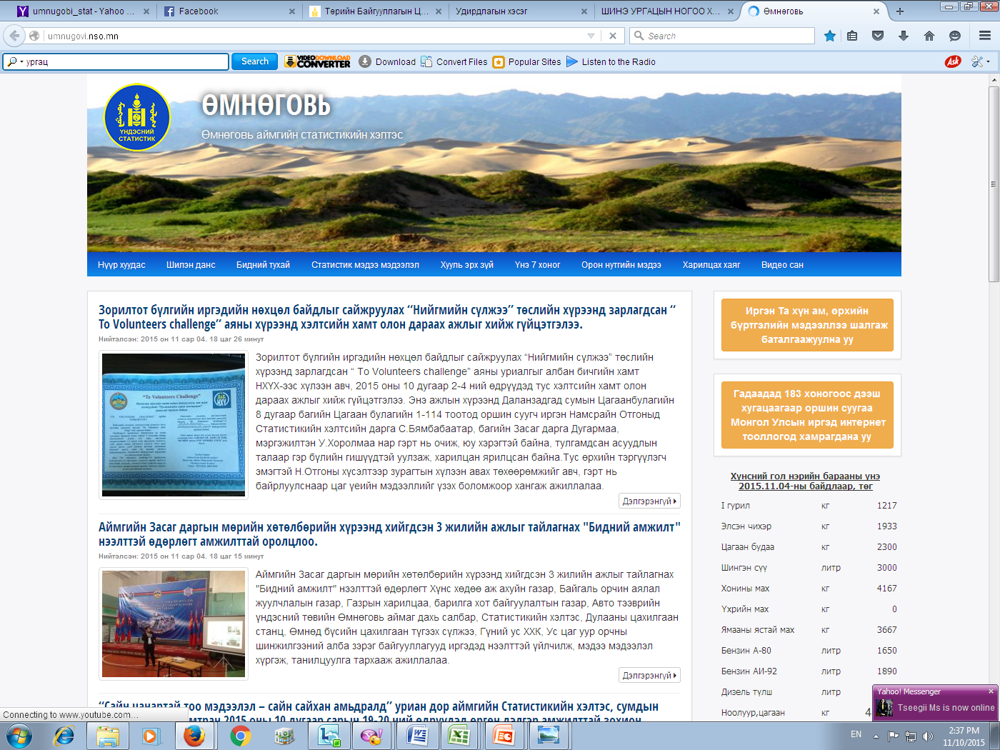 umnugobi_stat - Yahoo ...
Facebook
Төрийн Байгууллагын Ц...
Удирдлагын хэсэг
ШИНЭ УРГАЦЫН НОГОО Х...
Өмнөговь
umnugovi.nso.mn
Search
ургац
Search
VIDEO DOWNLOAD CONVERTER
Download
Convert Files
Popular Sites
Listen to the Radio
Ask
ҮНДЭСНИЙ СТАТИСТИК
ӨМНӨГОВЬ
Өмнөговь аймгийн статистикийн хэлтэс
Нүүр хуудас
Шилэн данс
Бидний тухай
Статистик мэдээ мэдээлэл
Хууль эрх зүй
Үнэ 7 хоног
Орон нутгийн мэдээ
Харилцах хаяг
Видео сан
Зорилтот бүлгийн иргэдийн нөхцөл байдлыг сайжруулах “Нийгмийн сүлжээ” төслийн хүрээнд зарлагдсан “
To Volunteers challenge” аяны хүрээнд хэлтсийн хамт олон дараах ажлыг хийж гүйцэтгэлээ.
Нийтэлсэн: 2015 он 11 сар 04. 18 цаг 26 минут
"To Volunteers Challenge"
Зорилтот бүлгийн иргэдийн нөхцөл байдлыг сайжруулах “Нийгмийн сүлжээ” төслийн
хүрээнд зарлагдсан “ To Volunteers challenge” аяны уриалгыг албан бичгийн хамт
НХҮХ-ээс хүлээн авч, 2015 оны 10 дугаар 2-4 ний өдрүүдэд тус хэлтсийн хамт олон
дараах ажлыг хийж гүйцэтгэлээ. Энэ ажлын хүрээнд Даланзадгад сумын Цагаанбулагийн
8 дугаар багийн Цагаан булагийн 1-114 тоотод оршин суугч иргэн Намсрайн Отгоныд
Статистикийн хэлтсийн дарга С.Бямбабаатар, багийн Засаг дарга Дугармаа,
мэргэжилтэн У.Хоролмаа нар гэрт нь очиж, юу хэрэгтэй байна, тулгамдсан асуудлын
талаар гэр бүлийн гишүүдтэй уулзаж, харилцан ярилцсан байна.Тус өрхийн тэргүүлэгч
эмэгтэй Н.Отгоны хүсэлтээр зурагтын хүлээн авах төхөөрөмжийг авч, гэрт нь
байрлуулснаар цаг үеийн мэдээллийг үзэх боломжоор хангаж ажиллалаа.
Дэлгэрэнгүй
Аймгийн Засаг даргын мөрийн хөтөлбөрийн хүрээнд хийгдсэн 3 жилийн ажлыг тайлагнах "Бидний амжилт"
нээлттэй өдөрлөгт амжилттай оролцлоо.
Нийтэлсэн: 2015 он 11 сар 04. 18 цаг 15 минут
Аймгийн Засаг даргын мөрийн хөтөлбөрийн хүрээнд хийгдсэн 3 жилийн ажлыг тайлагнах
"Бидний амжилт" нээлттэй өдөрлөгт Хүнс хөдөө аж ахуйн газар, Байгаль орчин аялал
жуулчлалын газар, Газрын харилцаа, барилга хот байгуулалтын газар, Авто тээврийн
үндэсний төвийн Өмнөговь аймаг дахь салбар, Статистикийн хэлтэс, Дулааны цахилгаан
станц, Өмнөд бүсийн цахилгаан түгээх сүлжээ, Гүний ус ХХК, Ус цаг уур орчны
шинжилгээний алба зэрэг байгууллагууд иргэдэд нээлттэй үйлчилж, мэдээ мэдээлэл
хүргэж, танилцуулга тархааж ажиллалаа.
Дэлгэрэнгүй
“Сайн чанартай тоо мэдээлэл – сайн сайхан амьдралд” уриан дор аймгийн Статистикийн хэлтэс, сумдын
мтран 2015 оны 10 дугаар сарын 19-20 ний өдрүүдэд өргөн дэлгэр амжилттай зохион
Иргэн Та хүн ам, өрхийн
бүртгэлийн мэдээллээ шалгаж
баталгаажуулна уу
Гадаадад 183 хоногоос дээш
хугацаагаар оршин суугаа
Монгол Улсын иргэд интернет
тооллогод хамрагдана уу
Хүнсний гол нэрийн барааны үнэ
2015.11.04-ны байдлаар, төг
I гурил кг 1217
Элсэн чихэр кг 1933
Цагаан будаа кг 2300
Шингэн сүү литр 3000
Хонины мах кг 4167
Үхрийн мах кг 0
Ямааны ястай мах кг 3667
Бензин А-80 литр 1650
Бензин АИ-92 литр 1890
Дизель түлш литр
Ноолуур,цагаан кг 4
Yahoo! Messenger
Tseegii Ms is now online
Connecting to www.youtube.com...
EN
2:37 PM
11/10/2015